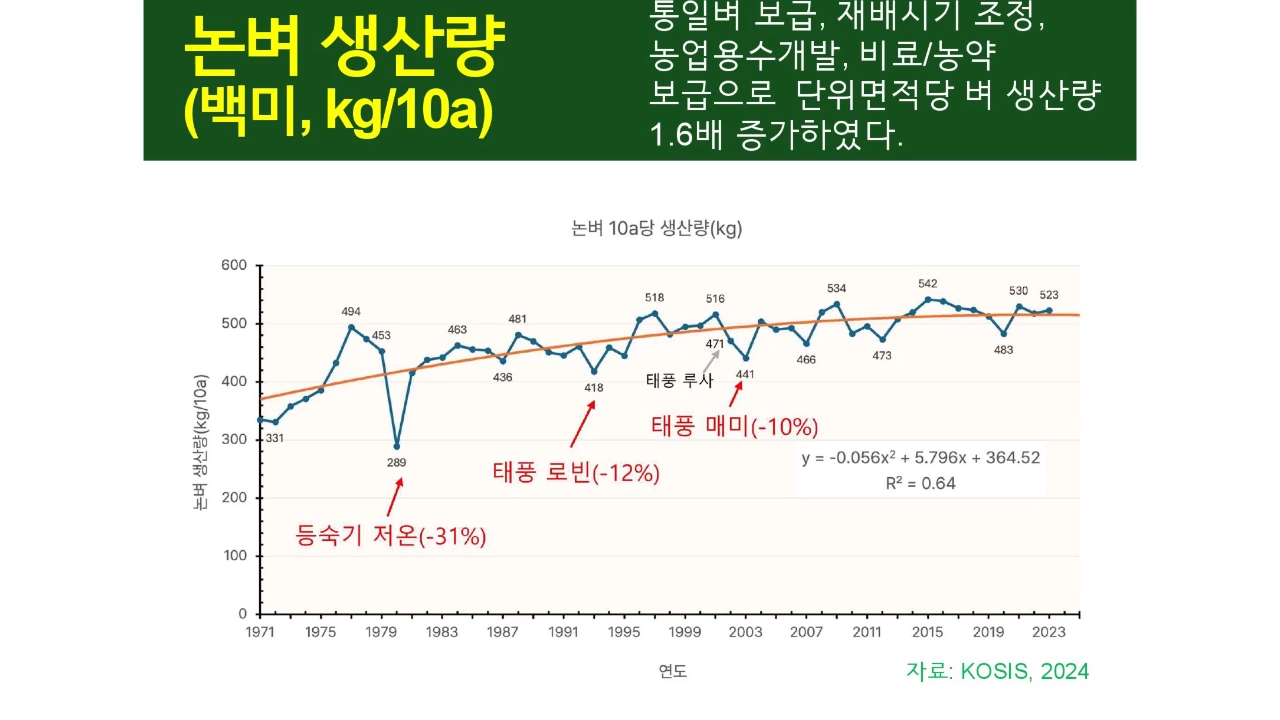 논벼 생산량
(백미, kg/10a)
통일벼 보급, 재배시기 조정,
농업용수개발, 비료/농약
보급으로 단위면적당 벼 생산량
1.6배 증가하였다.
논벼 10a당 생산량(kg)
논벼 생산량(kg/10a)
600
500
400
300
200
100
0
331
494
453
289
463
436
481
418
518
516
471
441
466
534
473
542
483
530
523
태풍 루사
태풍 매미(-10%)
태풍 로빈(-12%)
등숙기 저온(-31%)
y = -0.056x² + 5.796x + 364.52
R² = 0.64
1971 1975 1979 1983 1987 1991 1995 1999 2003 2007 2011 2015 2019 2023
연도
자료: KOSIS, 2024